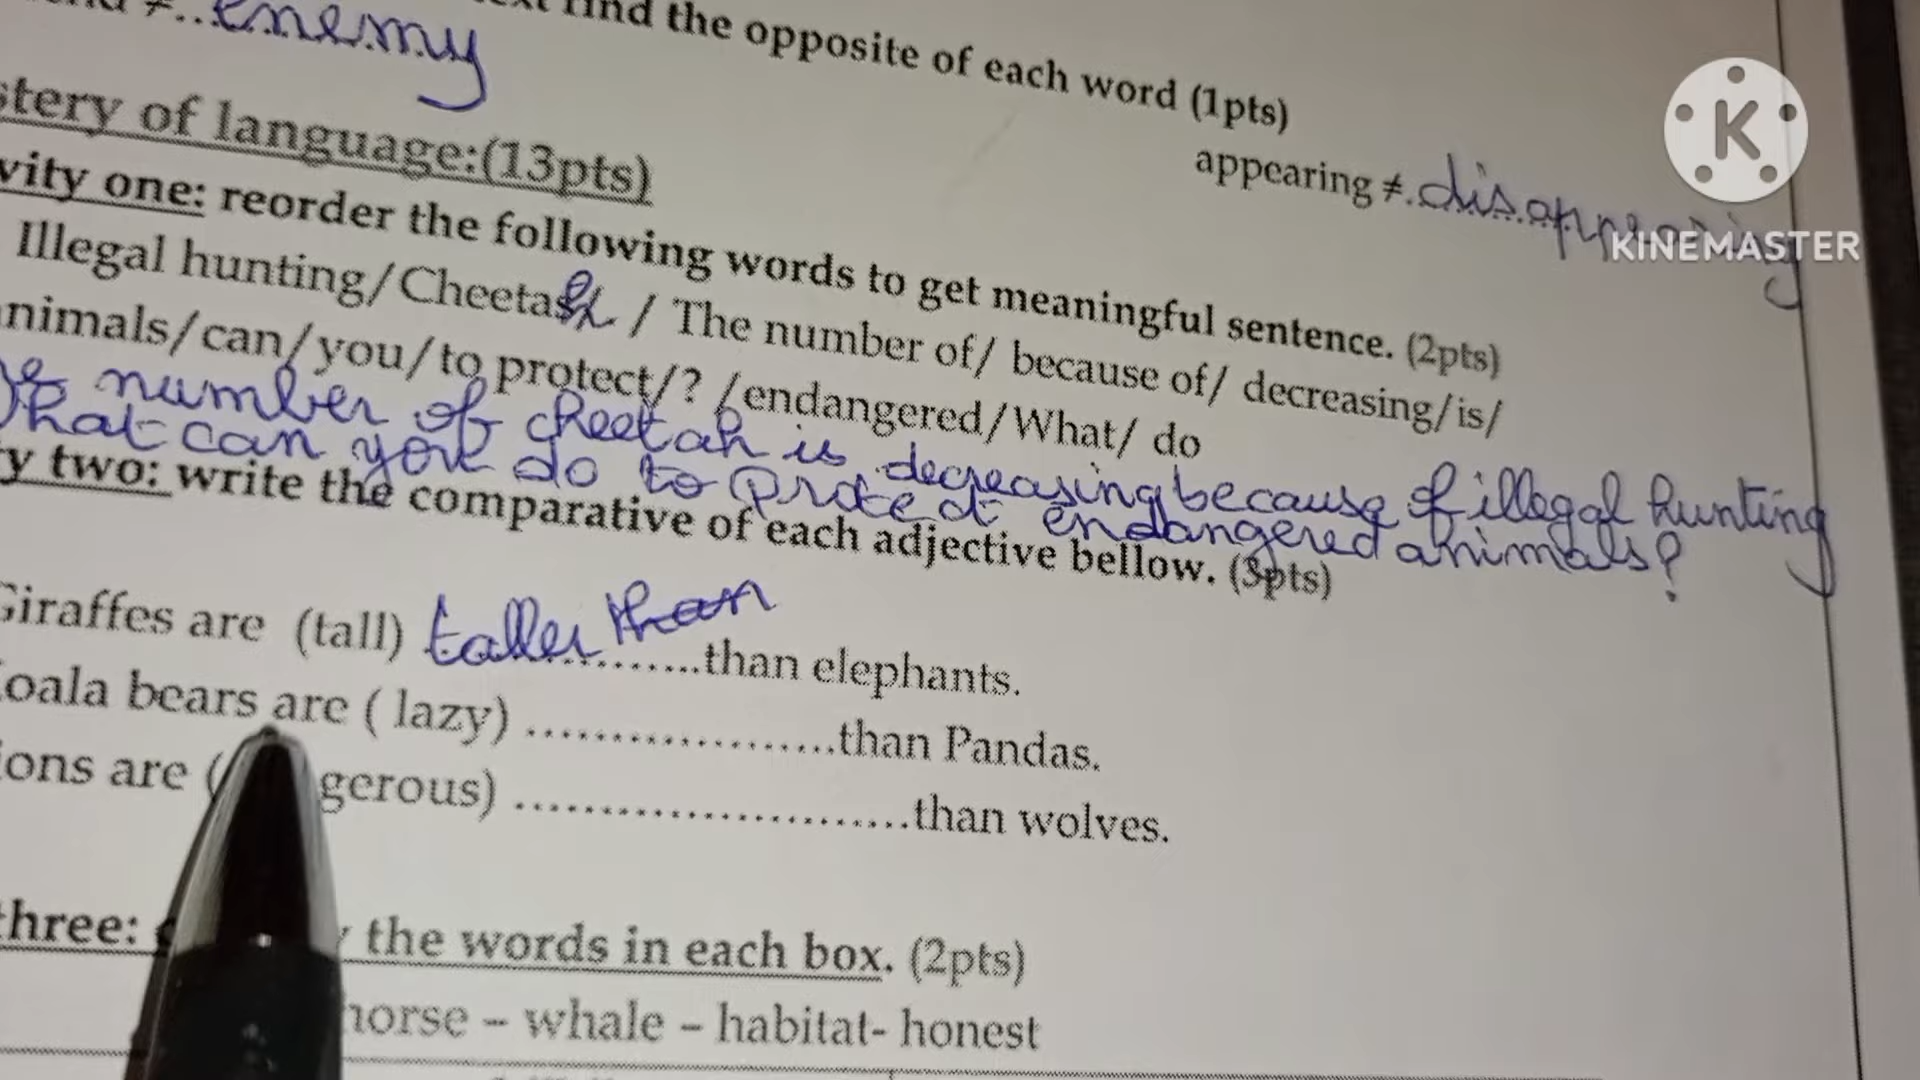 ≠...enemy
find the opposite of each word (1pts)
appearing ≠.disappearing
KINEMASTER
stery of language:(13pts)
vity one: reorder the following words to get meaningful sentence. (2pts)
Illegal hunting/Cheetah / The number of/ because of/ decreasing/is/
nimals/can/you/to protect/? /endangered/What/ do
number of cheetah is decreasing because of illegal hunting
What can you do to protect endangered animals?
y two: write the comparative of each adjective bellow. (3pts)
Giraffes are (tall) taller than ..........than elephants.
oala bears are ( lazy) ....................than Pandas.
ions are ( gerous) .........................than wolves.
three: the words in each box. (2pts)
horse – whale – habitat- honest